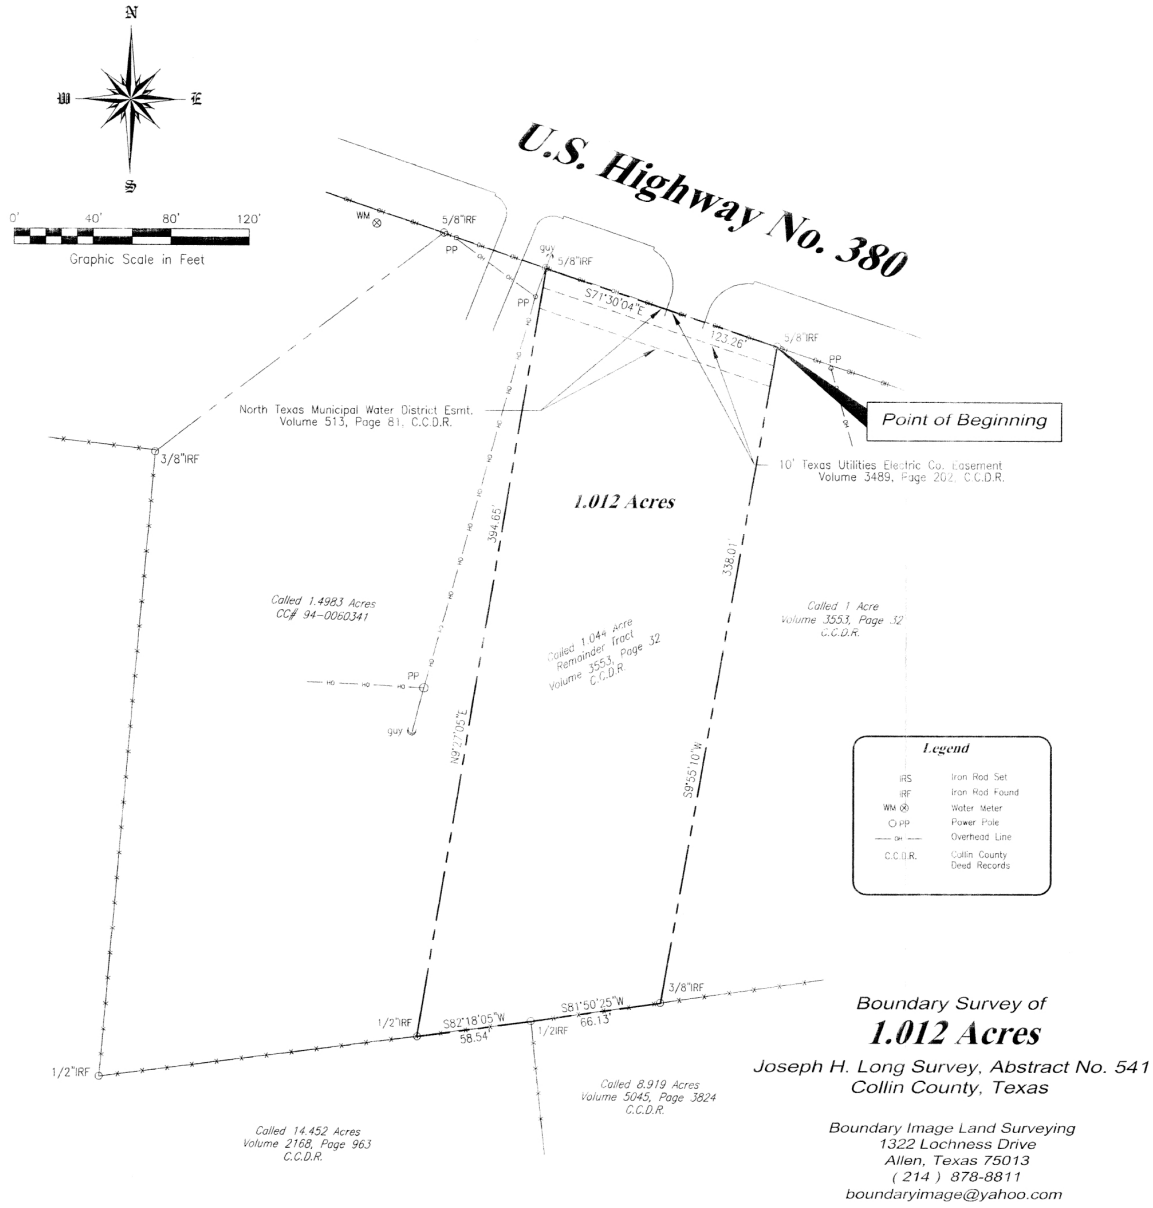 N
W
E
S
0'
40'
80'
120'
Graphic Scale in Feet
U.S. Highway No. 380
OH
WM
5/8"IRF
PP
guy
5/8"IRF
PP
S71°30'04"E
123.26'
5/8"IRF
PP
Point of Beginning
North Texas Municipal Water District Esmt.
Volume 513, Page 81, C.C.D.R.
10' Texas Utilities Electric Co. Easement
Volume 3489, Page 202, C.C.D.R.
3/8"IRF
1.012 Acres
394.65'
338.01'
Called 1.4983 Acres
CC# 94-0060341
Called 1 Acre
Volume 3553, Page 32
C.C.D.R.
Called 1.044 Acre
Remainder Tract
Volume 3553, Page 32
C.C.D.R.
PP
guy
N9°27'05"E
S9°55'10"W
Legend
IRS Iron Rod Set
IRF Iron Rod Found
WM Water Meter
PP Power Pole
OH Overhead Line
C.C.D.R. Collin County
Deed Records
3/8"IRF
1/2"IRF
S82°18'05"W
58.54'
S81°50'25"W
66.13'
1/2IRF
1/2"IRF
Called 8.919 Acres
Volume 5045, Page 3824
C.C.D.R.
Called 14.452 Acres
Volume 2168, Page 963
C.C.D.R.
Boundary Survey of
1.012 Acres
Joseph H. Long Survey, Abstract No. 541
Collin County, Texas
Boundary Image Land Surveying
1322 Lochness Drive
Allen, Texas 75013
( 214 ) 878-8811
boundaryimage@yahoo.com